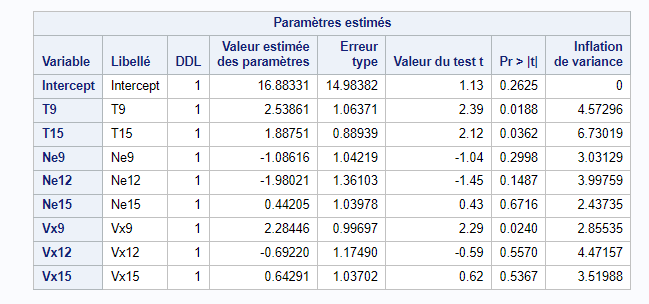 Paramètres estimés
Variable Libellé DDL Valeur estimée des paramètres Erreur type Valeur du test t Pr > |t| Inflation de variance
Intercept Intercept 1 16.88331 14.98382 1.13 0.2625 0
T9 T9 1 2.53861 1.06371 2.39 0.0188 4.57296
T15 T15 1 1.88751 0.88939 2.12 0.0362 6.73019
Ne9 Ne9 1 -1.08616 1.04219 -1.04 0.2998 3.03129
Ne12 Ne12 1 -1.98021 1.36103 -1.45 0.1487 3.99759
Ne15 Ne15 1 0.44205 1.03978 0.43 0.6716 2.43735
Vx9 Vx9 1 2.28446 0.99697 2.29 0.0240 2.85535
Vx12 Vx12 1 -0.69220 1.17490 -0.59 0.5570 4.47157
Vx15 Vx15 1 0.64291 1.03702 0.62 0.5367 3.51988